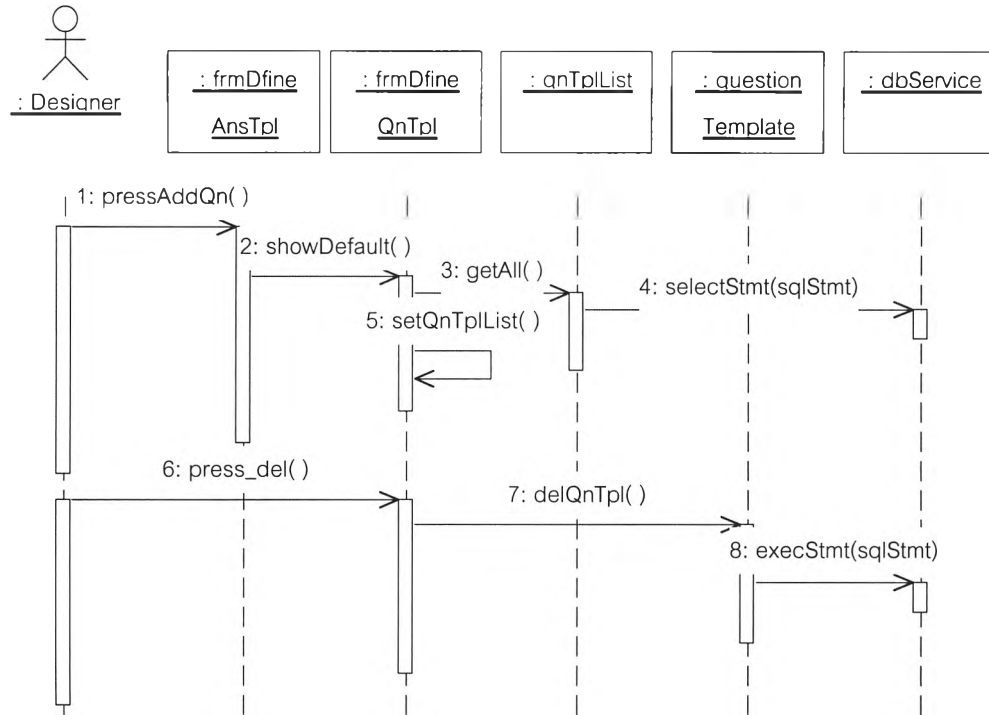 : Designer
: frmDfine
AnsTpl
: frmDfine
QnTpl
: qnTplList
: question
Template
: dbService
1: pressAddQn( )
2: showDefault( )
3: getAll( )
4: selectStmt(sqlStmt)
5: setQnTplList( )
6: press_del( )
7: delQnTpl( )
8: execStmt(sqlStmt)